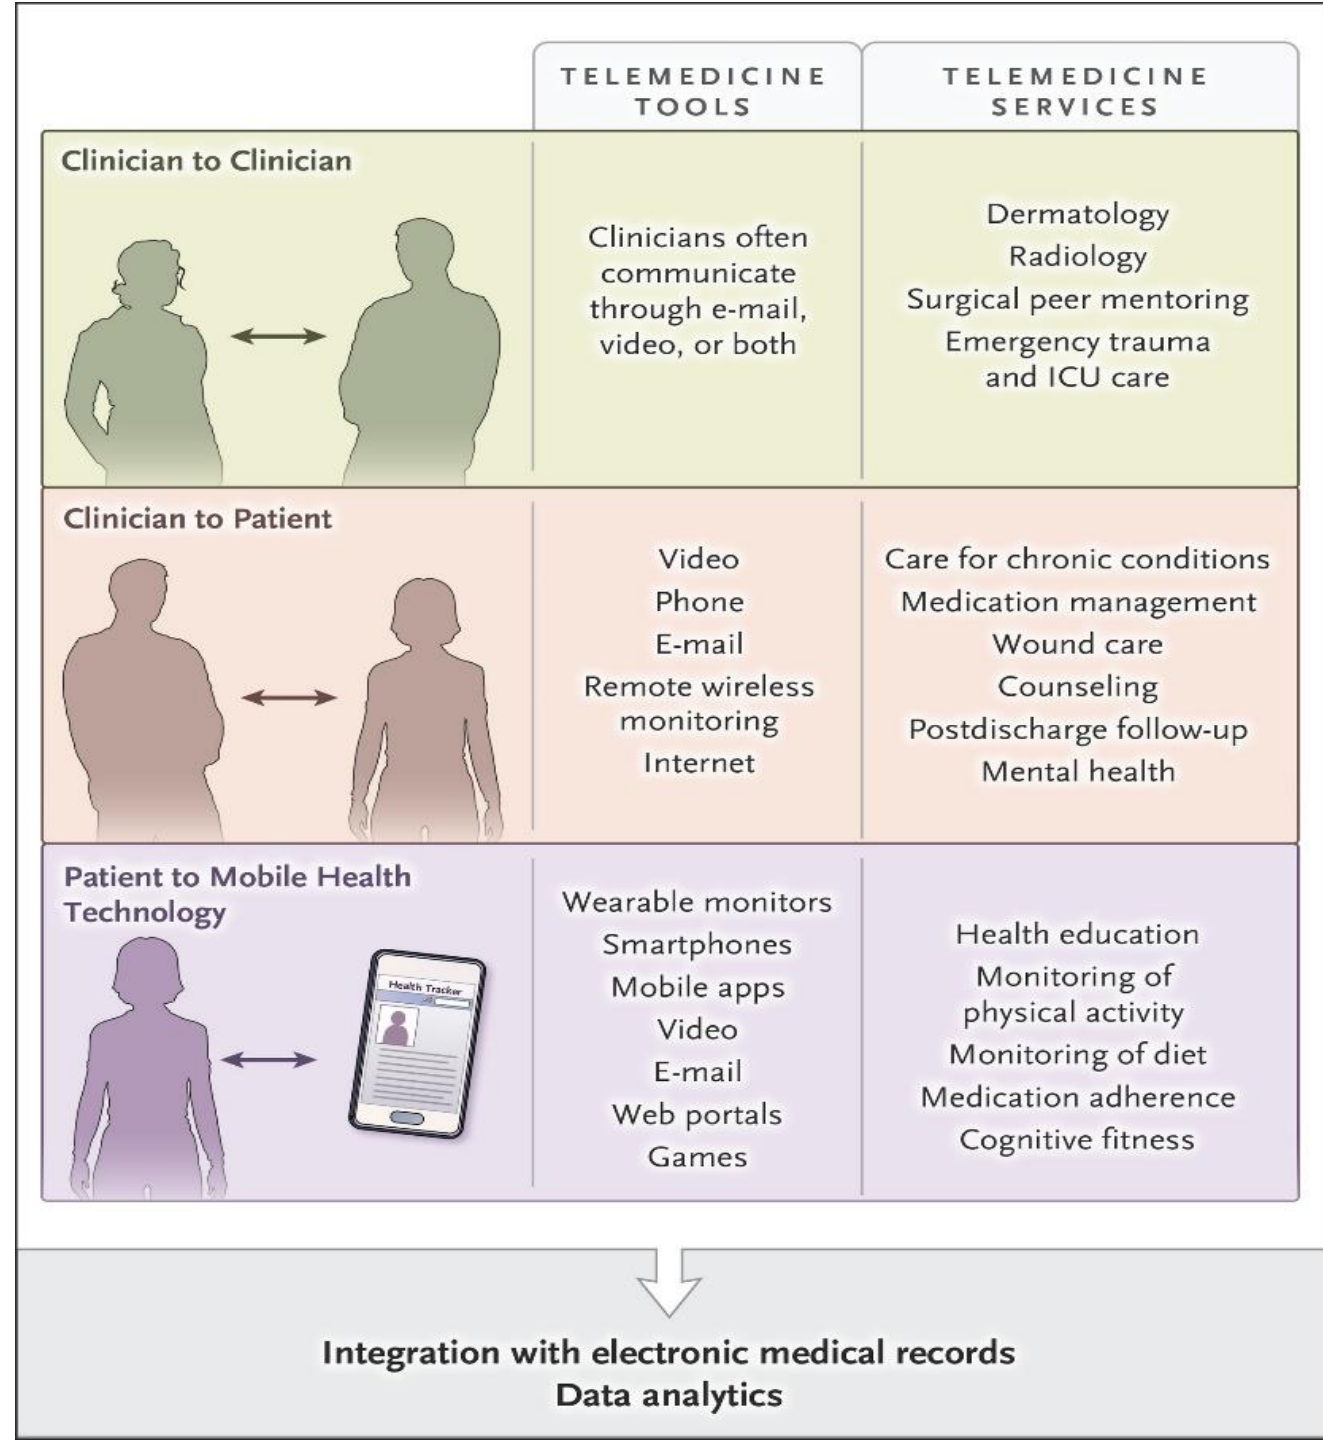 TELEMEDICINE
TOOLS
TELEMEDICINE
SERVICES
Clinician to Clinician
Clinicians often
communicate
through e-mail,
video, or both
Dermatology
Radiology
Surgical peer mentoring
Emergency trauma
and ICU care
Clinician to Patient
Video
Phone
E-mail
Remote wireless
monitoring
Internet
Care for chronic conditions
Medication management
Wound care
Counseling
Postdischarge follow-up
Mental health
Patient to Mobile Health
Technology
Health Tracker
Wearable monitors
Smartphones
Mobile apps
Video
E-mail
Web portals
Games
Health education
Monitoring of
physical activity
Monitoring of diet
Medication adherence
Cognitive fitness
Integration with electronic medical records
Data analytics